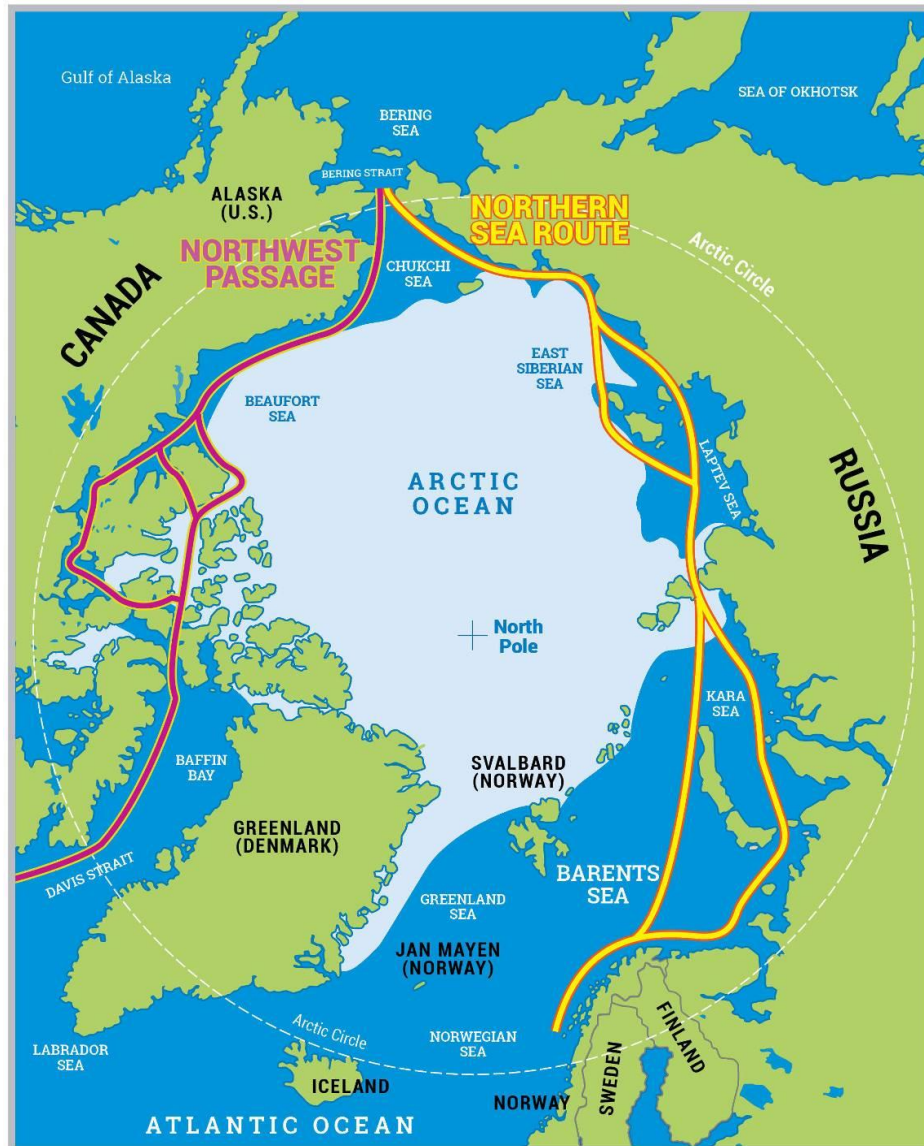 Gulf of Alaska
SEA OF OKHOTSK
BERING
SEA
BERING STRAIT
ALASKA
(U.S.)
NORTHERN
SEA ROUTE
NORTHWEST
PASSAGE
CHUKCHI
SEA
Arctic Circle
CANADA
EAST
SIBERIAN
SEA
BEAUFORT
SEA
LAPTEV SEA
RUSSIA
ARCTIC
OCEAN
North
Pole
KARA
SEA
BAFFIN
BAY
SVALBARD
(NORWAY)
GREENLAND
(DENMARK)
DAVIS STRAIT
BARENTS
SEA
GREENLAND
SEA
JAN MAYEN
(NORWAY)
Arctic Circle
NORWEGIAN
SEA
FINLAND
LABRADOR
SEA
ICELAND
NORWAY
SWEDEN
ATLANTIC OCEAN